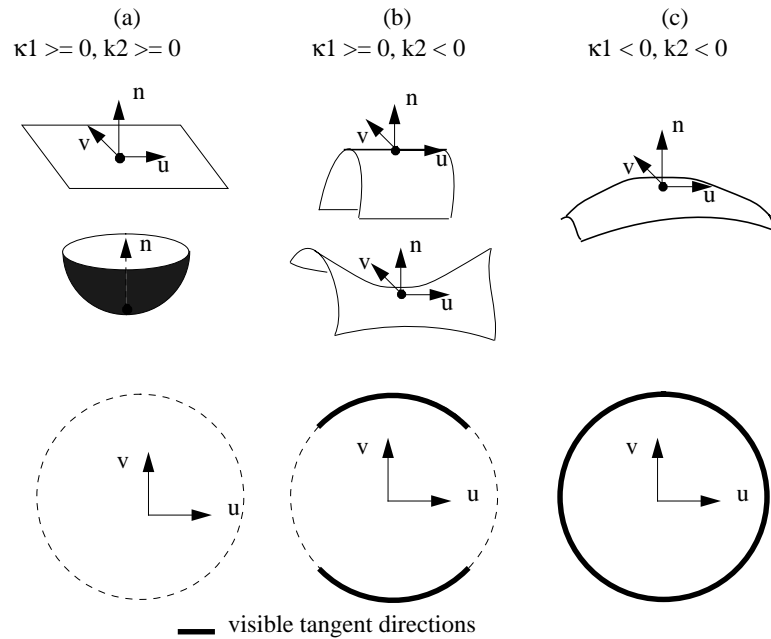 (a) (b) (c)
κ1 >= 0, k2 >= 0 κ1 >= 0, k2 < 0 κ1 < 0, k2 < 0
n
v
u
n
n
v
u
n
v
u
n
v
u
v
u
v
u
v
u
visible tangent directions